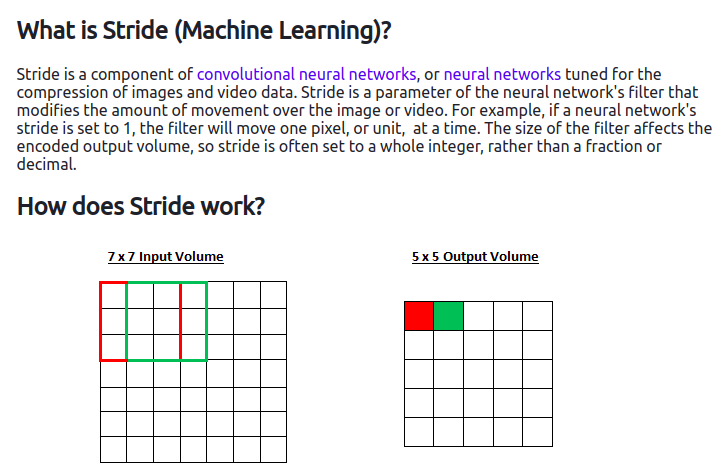 What is Stride (Machine Learning)?
Stride is a component of convolutional neural networks, or neural networks tuned for the
compression of images and video data. Stride is a parameter of the neural network's filter that
modifies the amount of movement over the image or video. For example, if a neural network's
stride is set to 1, the filter will move one pixel, or unit,  at a time. The size of the filter affects the
encoded output volume, so stride is often set to a whole integer, rather than a fraction or
decimal.
How does Stride work?
7 x 7 Input Volume
5 x 5 Output Volume